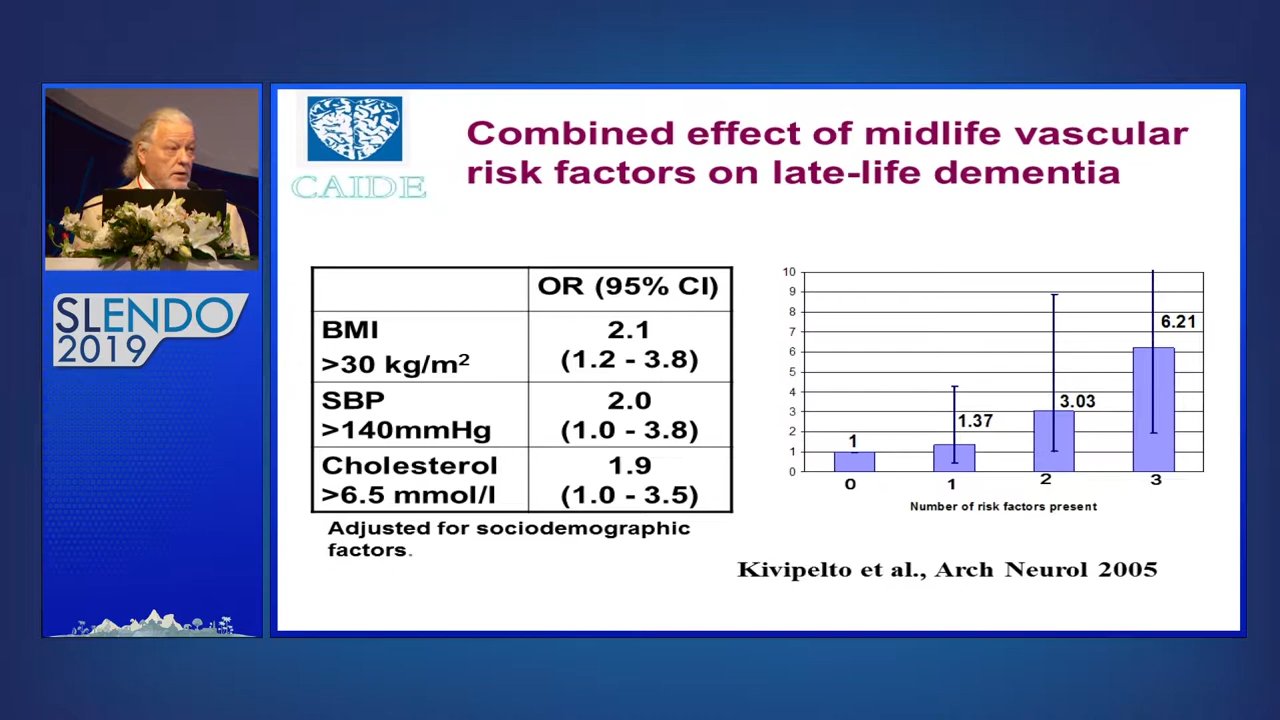 CAIDE
Combined effect of midlife vascular
risk factors on late-life dementia
SLENDO
2019
OR (95% CI)
BMI
>30 kg/m²
2.1
(1.2 - 3.8)
SBP
>140mmHg
2.0
(1.0 - 3.8)
Cholesterol
>6.5 mmol/l
1.9
(1.0 - 3.5)
Adjusted for sociodemographic
factors.
10
9
8
7
6
5
4
3
2
1
0
1
1.37
3.03
6.21
0 1 2 3
Number of risk factors present
Kivipelto et al., Arch Neurol 2005